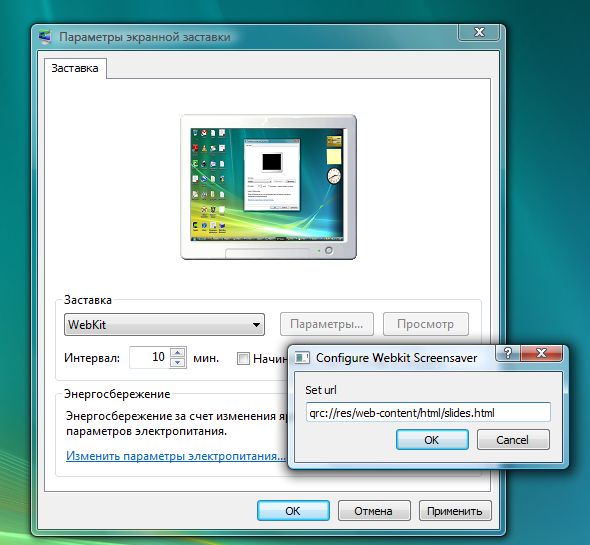 Параметры экранной заставки
Заставка
Заставка
WebKit
Параметры...
Просмотр
Интервал:
10
мин.
Начин
Configure Webkit Screensaver
?
Set url
qrc://res/web-content/html/slides.html
OK
Cancel
Энергосбережение
Энергосбережение за счет изменения яр
параметров электропитания.
Изменить параметры электропитания...
OK
Отмена
Применить